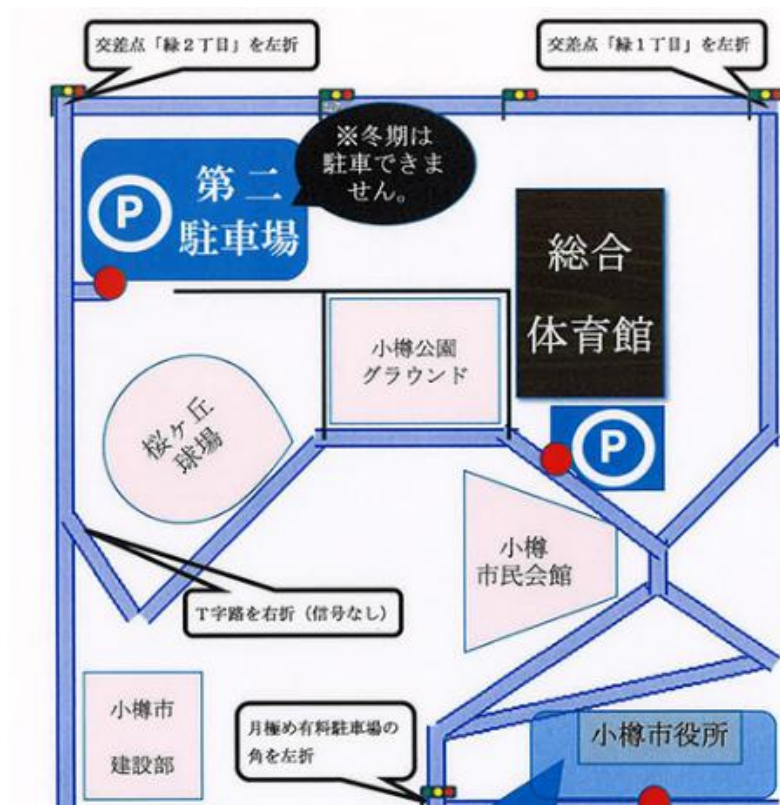 交差点「緑２丁目」を左折
交差点「緑１丁目」を左折
※冬期は
駐車できま
せん。
P
第二
駐車場
総合
体育館
小樽公園
グラウンド
桜ヶ丘
球場
P
小樽
市民会館
T字路を右折（信号なし）
小樽市
建設部
月極め有料駐車場の
角を左折
小樽市役所